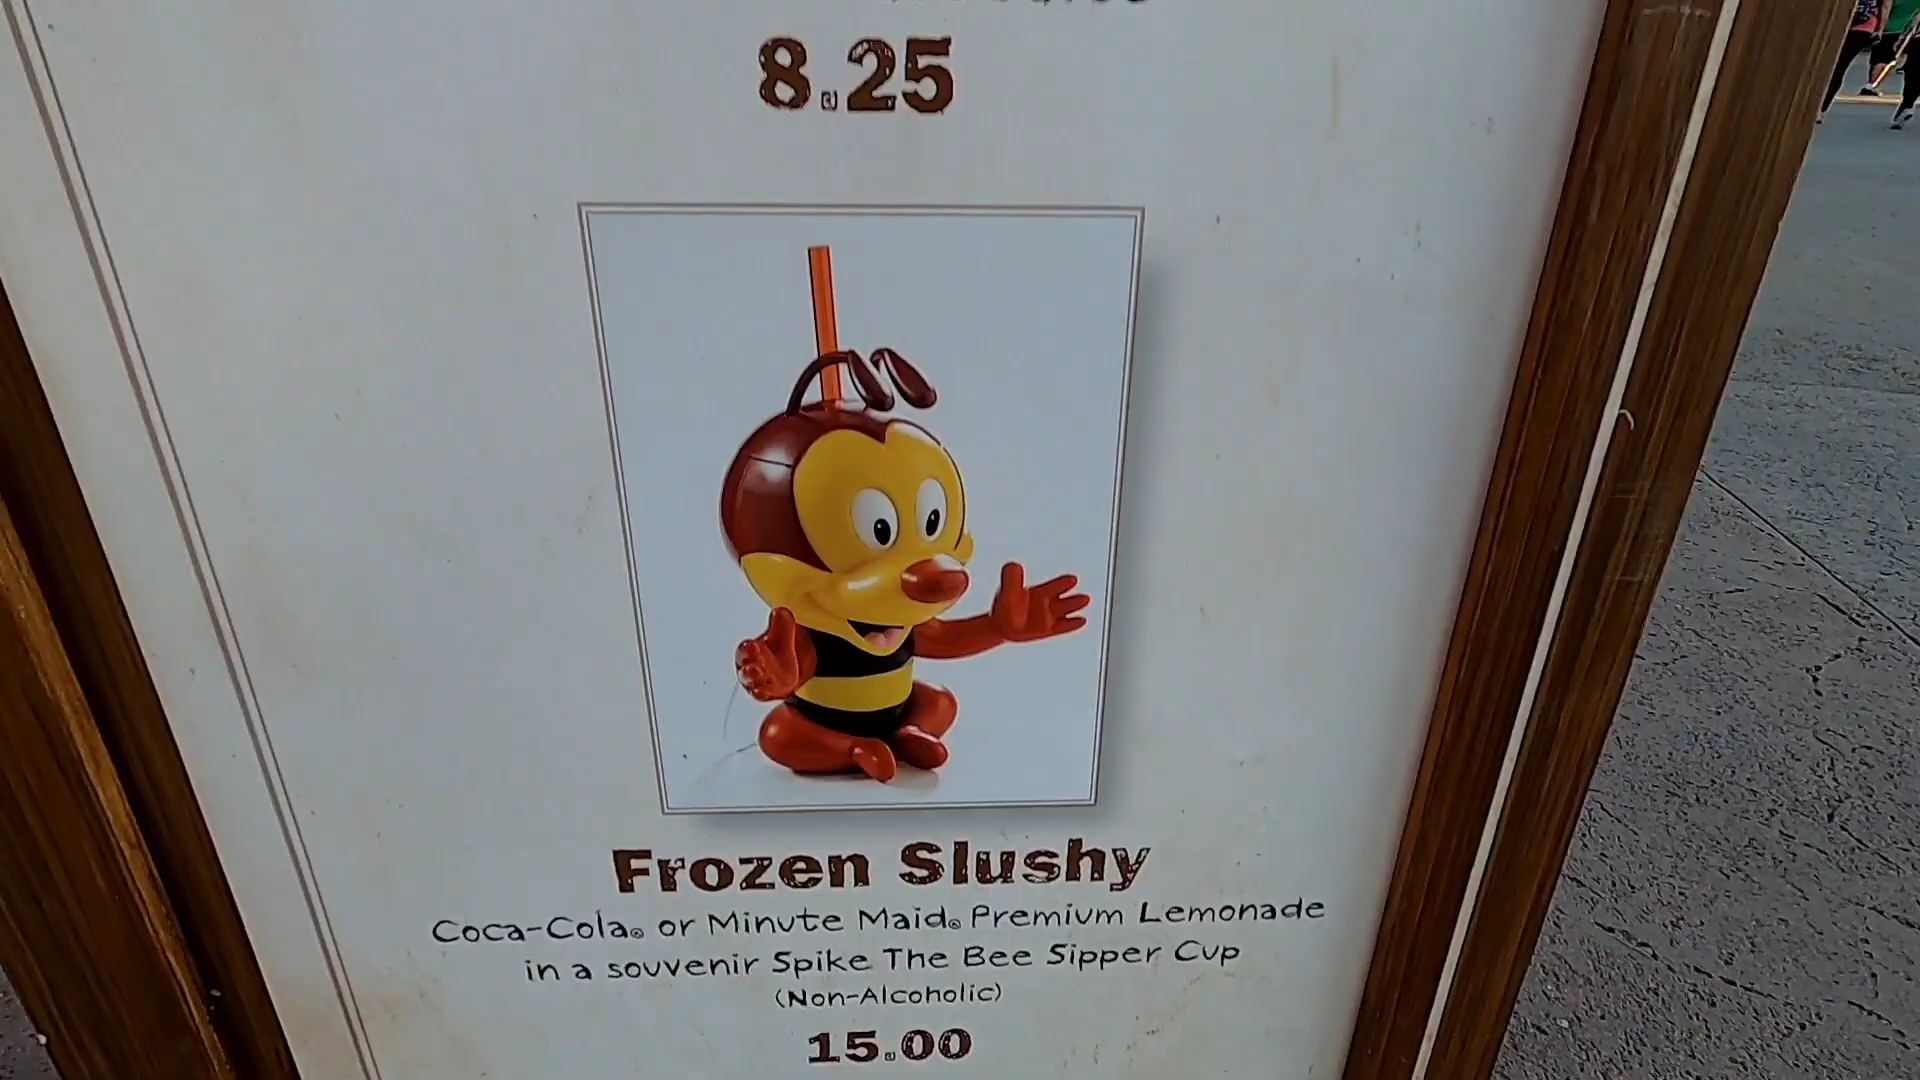 8.25
Frozen Slushy
Coca-Cola® or Minute Maid® Premium Lemonade
in a souvenir Spike The Bee Sipper Cup
(Non-Alcoholic)
15.00